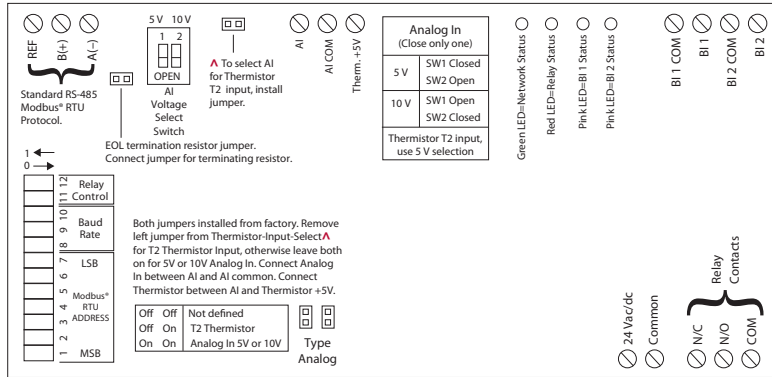 REF
B(+)
A(−)
Standard RS-485
Modbus® RTU
Protocol.
5 V 10 V
1 2
OPEN
AI
Voltage
Select
Switch
^ To select AI
for Thermistor
T2 input, install
jumper.
EOL termination resistor jumper.
Connect jumper for terminating resistor.
AI
AI COM
Therm. +5V
Analog In
(Close only one)
5 V
SW1 Closed
SW2 Open
10 V
SW1 Open
SW2 Closed
Thermistor T2 input,
use 5 V selection
Green LED=Network Status
Red LED=Relay Status
Pink LED=BI 1 Status
Pink LED=BI 2 Status
BI 1 COM
BI 1
BI 2 COM
BI 2
1
0
12
11
Relay
Control
10
9
8
Baud
Rate
7
6
5
4
3
2
1
LSB
Modbus®
RTU
ADDRESS
MSB
Both jumpers installed from factory. Remove
left jumper from Thermistor-Input-Select^
for T2 Thermistor Input, otherwise leave both
on for 5V or 10V Analog In. Connect Analog
In between AI and AI common. Connect
Thermistor between AI and Thermistor +5V.
Off Off Not defined
Off On T2 Thermistor
On On Analog In 5V or 10V
Type
Analog
24 Vac/dc
Common
Relay
Contacts
N/C
N/O
COM